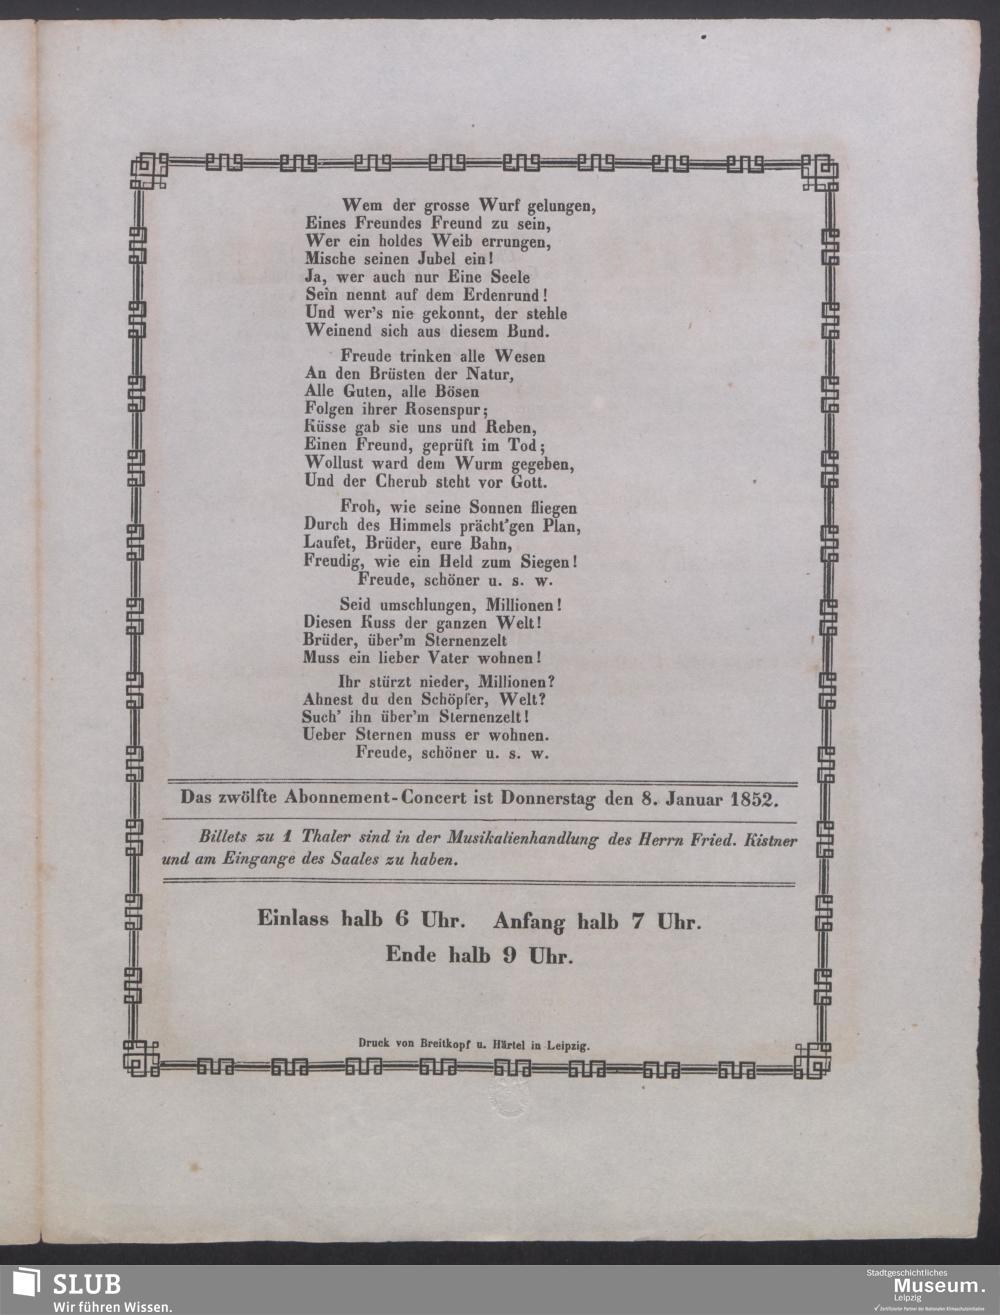 Wem der grosse Wurf gelungen,
Eines Freundes Freund zu sein,
Wer ein holdes Weib errungen,
Mische seinen Jubel ein!
Ja, wer auch nur Eine Seele
Sein nennt auf dem Erdenrund!
Und wer's nie gekonnt, der stehle
Weinend sich aus diesem Bund.
Freude trinken alle Wesen
An den Brüsten der Natur,
Alle Guten, alle Bösen
Folgen ihrer Rosenspur;
Küsse gab sie uns und Reben,
Einen Freund, geprüft im Tod;
Wollust ward dem Wurm gegeben,
Und der Cherub steht vor Gott.
Froh, wie seine Sonnen fliegen
Durch des Himmels prächt'gen Plan,
Laufet, Brüder, eure Bahn,
Freudig, wie ein Held zum Siegen!
Freude, schöner u. s. w.
Seid umschlungen, Millionen!
Diesen Kuss der ganzen Welt!
Brüder, über'm Sternenzelt
Muss ein lieber Vater wohnen!
Ihr stürzt nieder, Millionen?
Ahnest du den Schöpfer, Welt?
Such' ihn über'm Sternenzelt!
Ueber Sternen muss er wohnen.
Freude, schöner u. s. w.
Das zwölfte Abonnement-Concert ist Donnerstag den 8. Januar 1852.
Billets zu 1 Thaler sind in der Musikalienhandlung des Herrn Fried. Kistner
und am Eingange des Saales zu haben.
Einlass halb 6 Uhr. Anfang halb 7 Uhr.
Ende halb 9 Uhr.
Druck von Breitkopf u. Härtel in Leipzig.
SLUB
Wir führen Wissen.
Stadtgeschichtliches
Museum.
Leipzig
Zertifizierter Partner der Nationalen Klimaschutzinitiative